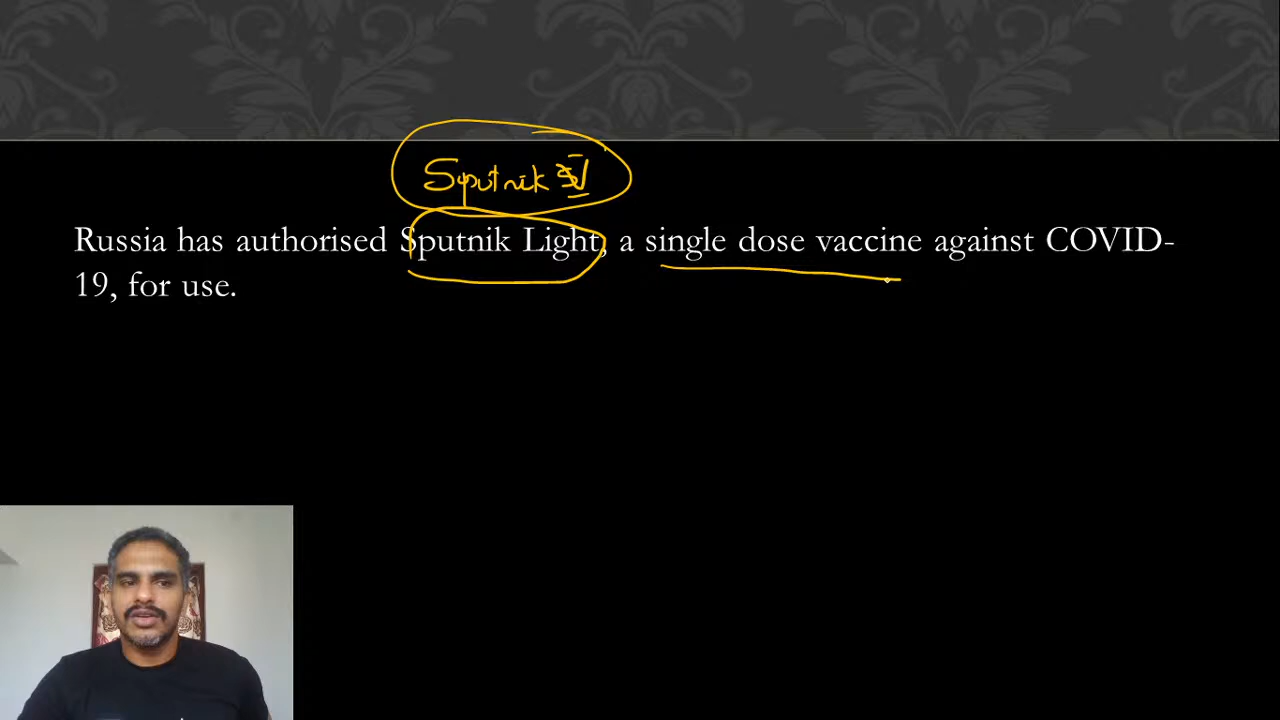 Sputnik V
Russia has authorised Sputnik Light, a single dose vaccine against COVID-
19, for use.